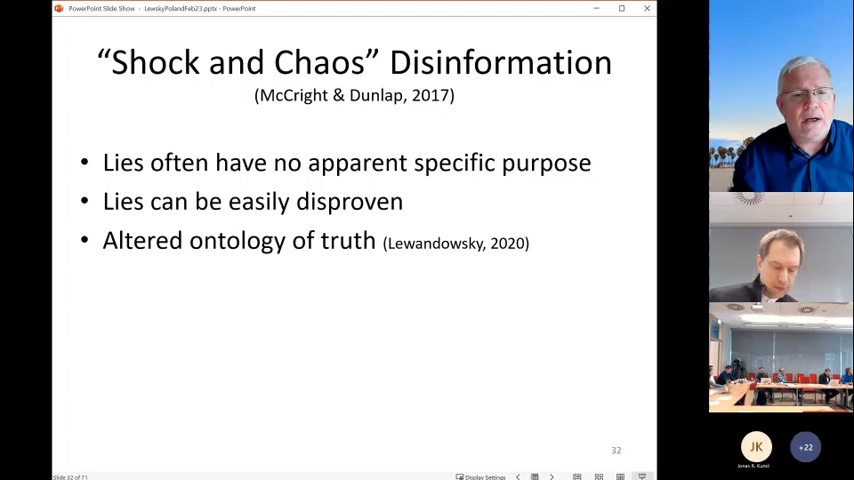 PowerPoint Slide Show - LewskyPolandFeb23.pptx - PowerPoint
“Shock and Chaos” Disinformation
(McCright & Dunlap, 2017)
• Lies often have no apparent specific purpose
• Lies can be easily disproven
• Altered ontology of truth (Lewandowsky, 2020)
32
Slide 32 of 71
Display Settings
JK
Jonas R. Kunst
+22